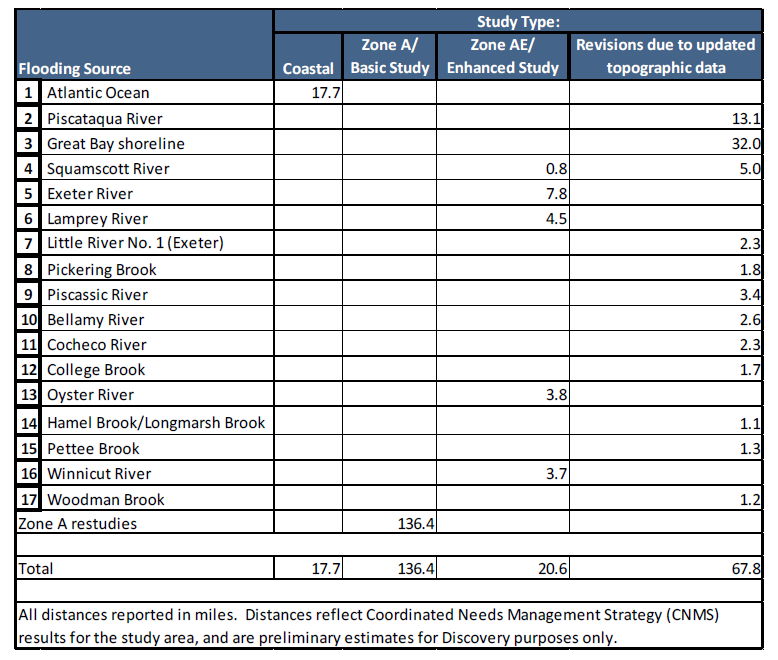 Study Type:
Flooding Source Coastal Zone A/ Basic Study Zone AE/ Enhanced Study Revisions due to updated topographic data
1 Atlantic Ocean 17.7
2 Piscataqua River 13.1
3 Great Bay shoreline 32.0
4 Squamscott River 0.8 5.0
5 Exeter River 7.8
6 Lamprey River 4.5
7 Little River No. 1 (Exeter) 2.3
8 Pickering Brook 1.8
9 Piscassic River 3.4
10 Bellamy River 2.6
11 Cocheco River 2.3
12 College Brook 1.7
13 Oyster River 3.8
14 Hamel Brook/Longmarsh Brook 1.1
15 Pettee Brook 1.3
16 Winnicut River 3.7
17 Woodman Brook 1.2
Zone A restudies 136.4
Total 17.7 136.4 20.6 67.8
All distances reported in miles. Distances reflect Coordinated Needs Management Strategy (CNMS)
results for the study area, and are preliminary estimates for Discovery purposes only.